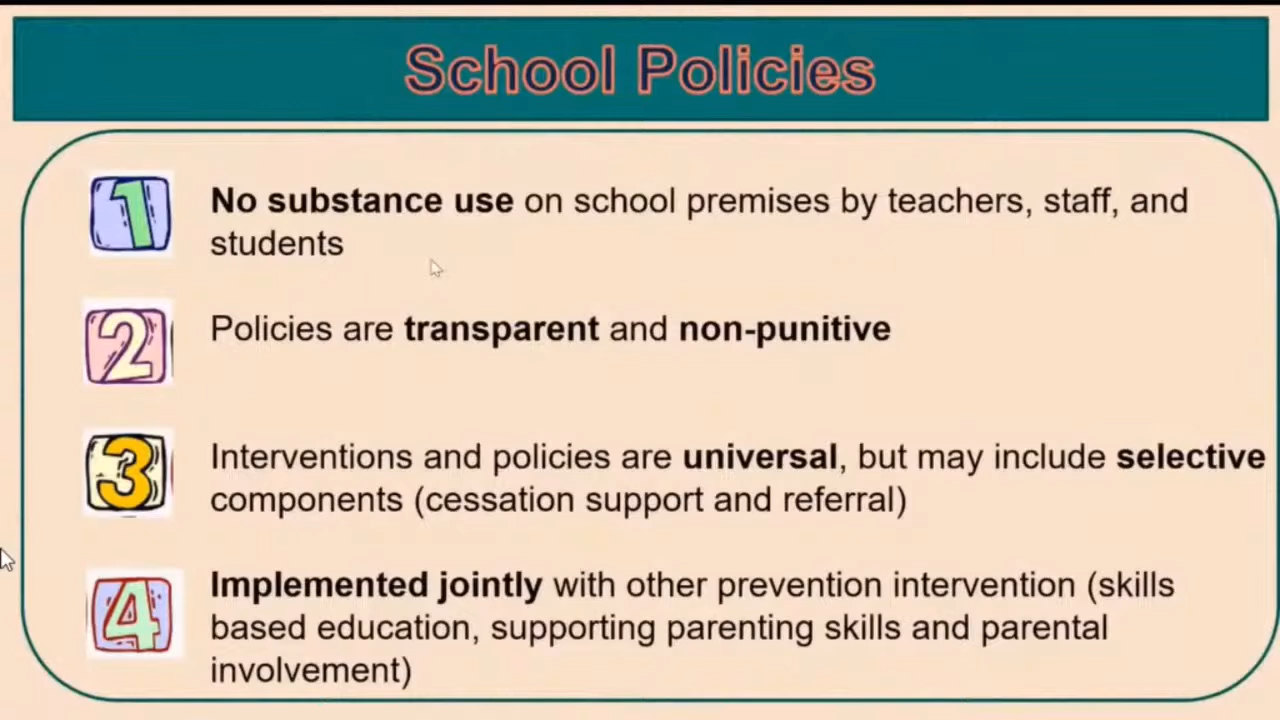 School Policies
1
No substance use on school premises by teachers, staff, and
students
2
Policies are transparent and non-punitive
3
Interventions and policies are universal, but may include selective
components (cessation support and referral)
4
Implemented jointly with other prevention intervention (skills
based education, supporting parenting skills and parental
involvement)